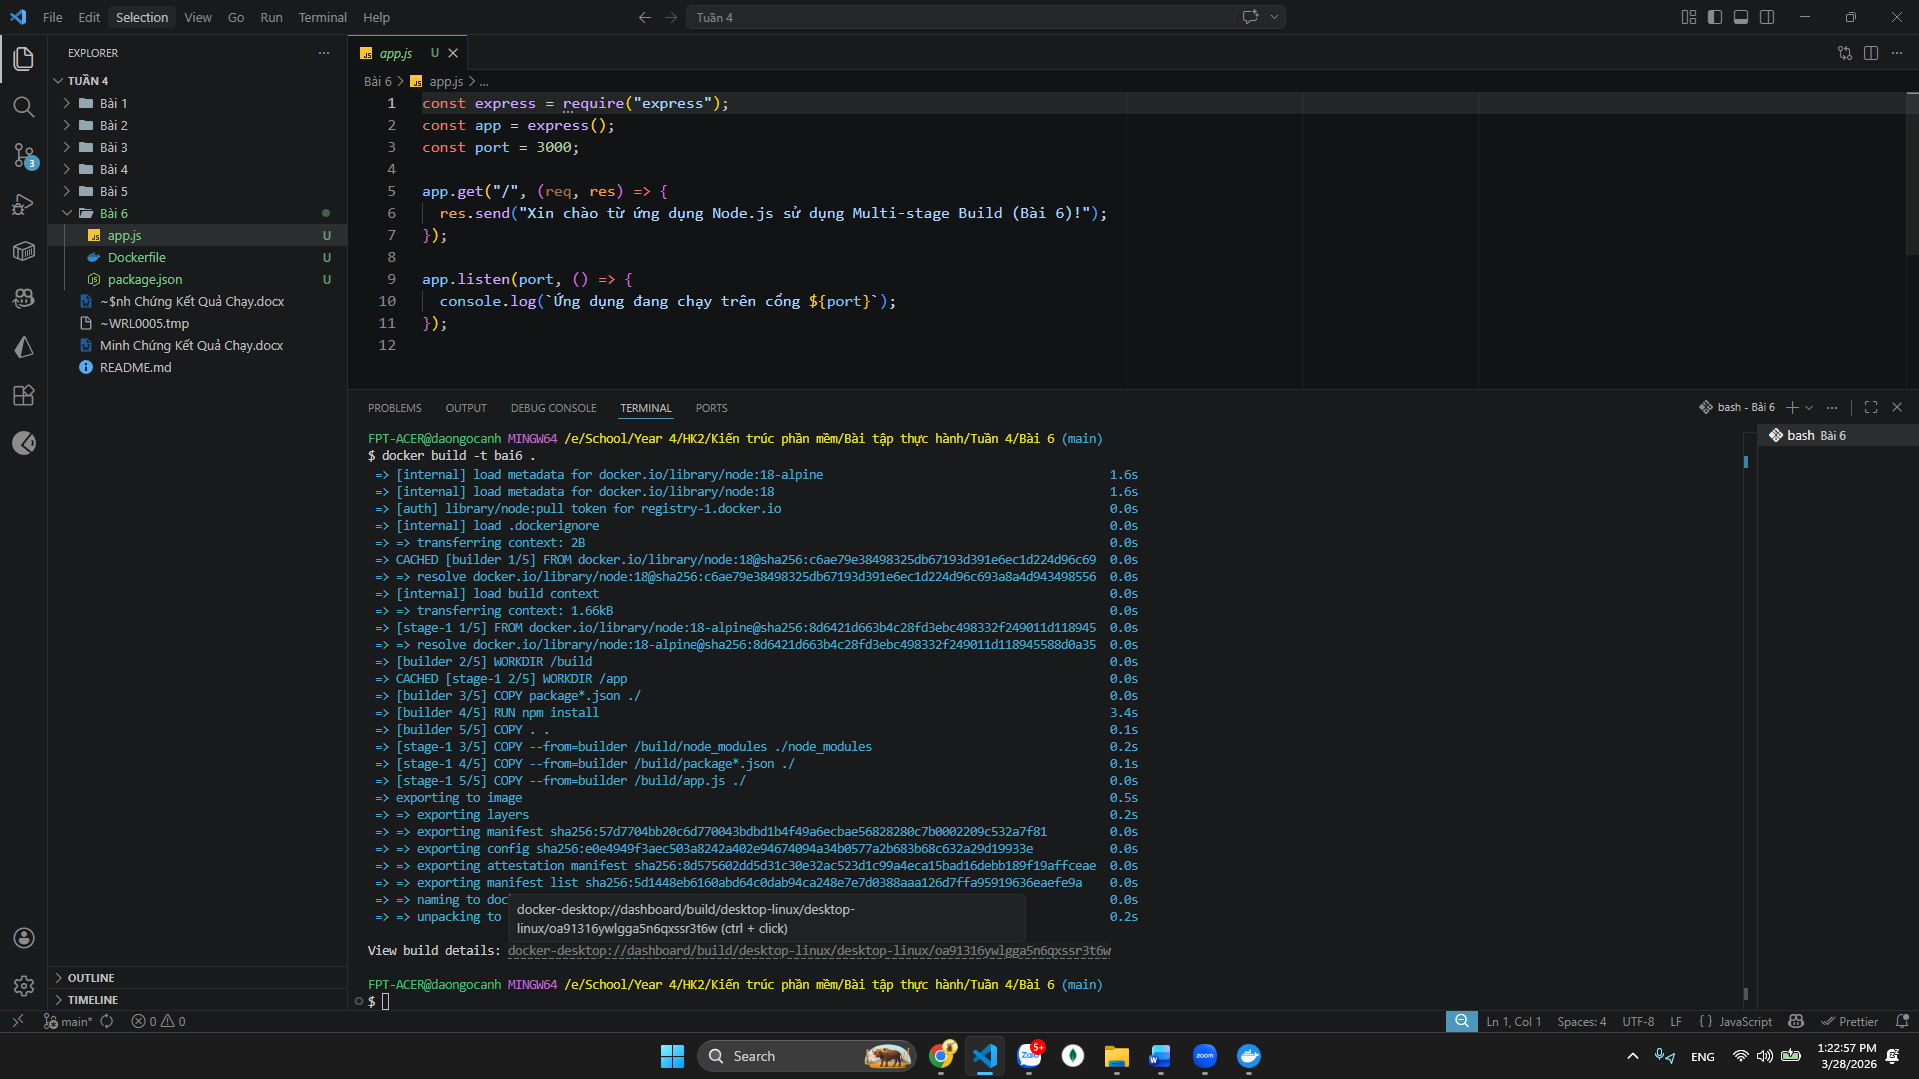 File Edit Selection View Go Run Terminal Help
Tuần 4
EXPLORER
TUẦN 4
Bài 1
Bài 2
Bài 3
Bài 4
Bài 5
Bài 6
app.js U
Dockerfile U
package.json U
~$nh Chứng Kết Quả Chạy.docx
~WRL0005.tmp
Minh Chứng Kết Quả Chạy.docx
README.md
OUTLINE
TIMELINE
app.js U
Bài 6 > app.js > ...
1 const express = require("express");
2 const app = express();
3 const port = 3000;
4
5 app.get("/", (req, res) => {
6 res.send("Xin chào từ ứng dụng Node.js sử dụng Multi-stage Build (Bài 6)!");
7 });
8
9 app.listen(port, () => {
10 console.log(`Ứng dụng đang chạy trên cổng ${port}`);
11 });
12
PROBLEMS OUTPUT DEBUG CONSOLE TERMINAL PORTS
bash - Bài 6
bash Bài 6
FPT-ACER@daongocanh MINGW64 /e/School/Year 4/HK2/Kiến trúc phần mềm/Bài tập thực hành/Tuần 4/Bài 6 (main)
$ docker build -t bai6 .
=> [internal] load metadata for docker.io/library/node:18-alpine 1.6s
=> [internal] load metadata for docker.io/library/node:18 1.6s
=> [auth] library/node:pull token for registry-1.docker.io 0.0s
=> [internal] load .dockerignore 0.0s
=> => transferring context: 2B 0.0s
=> CACHED [builder 1/5] FROM docker.io/library/node:18@sha256:c6ae79e38498325db67193d391e6ec1d224d96c69 0.0s
=> => resolve docker.io/library/node:18@sha256:c6ae79e38498325db67193d391e6ec1d224d96c693a8a4d943498556 0.0s
=> [internal] load build context 0.0s
=> => transferring context: 1.66kB 0.0s
=> [stage-1 1/5] FROM docker.io/library/node:18-alpine@sha256:8d6421d663b4c28fd3ebc498332f249011d118945 0.0s
=> => resolve docker.io/library/node:18-alpine@sha256:8d6421d663b4c28fd3ebc498332f249011d118945588d0a35 0.0s
=> [builder 2/5] WORKDIR /build 0.0s
=> CACHED [stage-1 2/5] WORKDIR /app 0.0s
=> [builder 3/5] COPY package*.json ./ 0.0s
=> [builder 4/5] RUN npm install 3.4s
=> [builder 5/5] COPY . . 0.1s
=> [stage-1 3/5] COPY --from=builder /build/node_modules ./node_modules 0.2s
=> [stage-1 4/5] COPY --from=builder /build/package*.json ./ 0.1s
=> [stage-1 5/5] COPY --from=builder /build/app.js ./ 0.0s
=> exporting to image 0.5s
=> => exporting layers 0.2s
=> => exporting manifest sha256:57d7704bb20c6d770043bdbd1b4f49a6ecbae56828280c7b0002209c532a7f81 0.0s
=> => exporting config sha256:e0e4949f3aec503a8242a402e94674094a34b0577a2b683b68c632a29d19933e 0.0s
=> => exporting attestation manifest sha256:8d575602dd5d31c30e32ac523d1c99a4eca15bad16debb189f19affceae 0.0s
=> => exporting manifest list sha256:5d1448eb6160abd64c0dab94ca248e7e7d0388aaa126d7ffa95919636eaefe9a 0.0s
=> => naming to doc 0.0s
=> => unpacking to 0.2s
docker-desktop://dashboard/build/desktop-linux/desktop-
linux/oa91316ywlgga5n6qxssr3t6w (ctrl + click)
View build details: docker-desktop://dashboard/build/desktop-linux/desktop-linux/oa91316ywlgga5n6qxssr3t6w
FPT-ACER@daongocanh MINGW64 /e/School/Year 4/HK2/Kiến trúc phần mềm/Bài tập thực hành/Tuần 4/Bài 6 (main)
$
main* 0 0
Ln 1, Col 1 Spaces: 4 UTF-8 LF { } JavaScript Prettier
3
Search
Zalo 5+
W
zoom
ENG
1:22:57 PM
3/28/2026